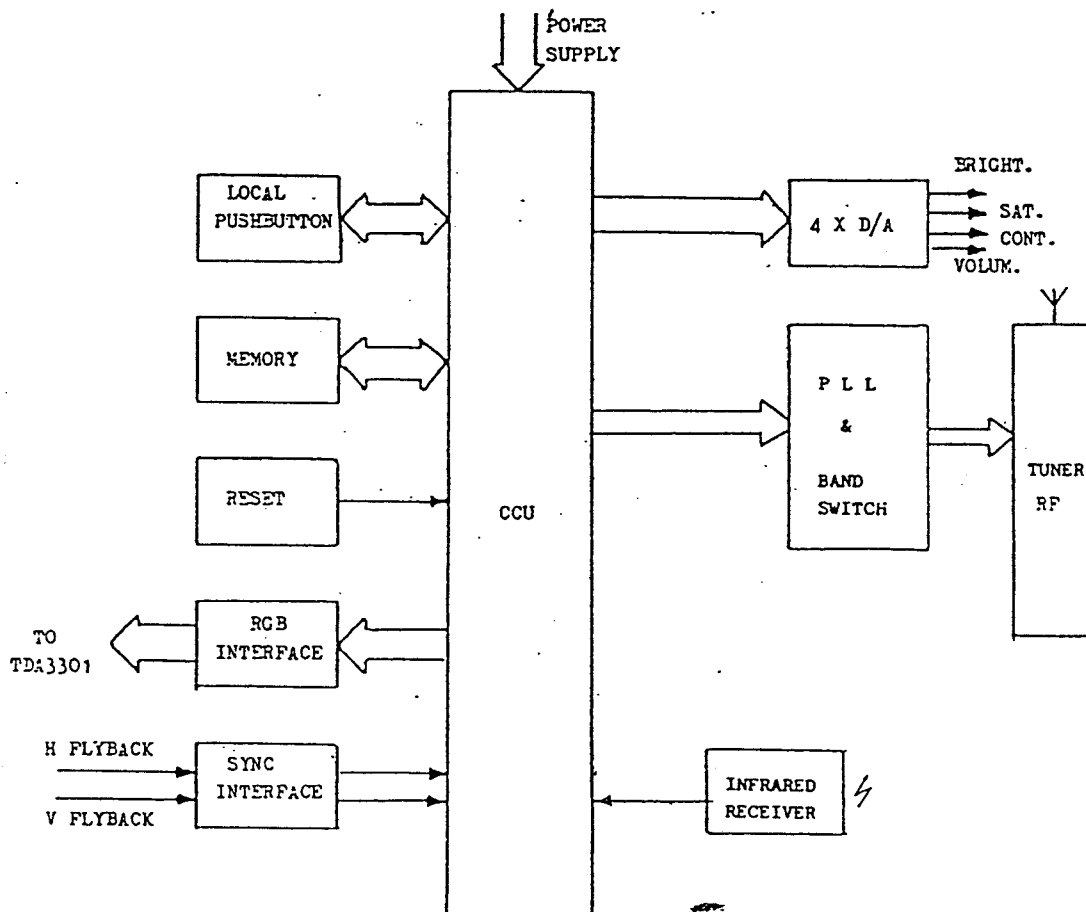 POWER
SUPPLY
LOCAL
PUSHBUTTON
4 X D/A
BRIGHT.
SAT.
CONT.
VOLUM.
MEMORY
P L L
&
BAND
SWITCH
TUNER
RF
RESET
CCU
TO
TDA3301
RGB
INTERFACE
H FLYBACK
V FLYBACK
SYNC
INTERFACE
INFRARED
RECEIVER